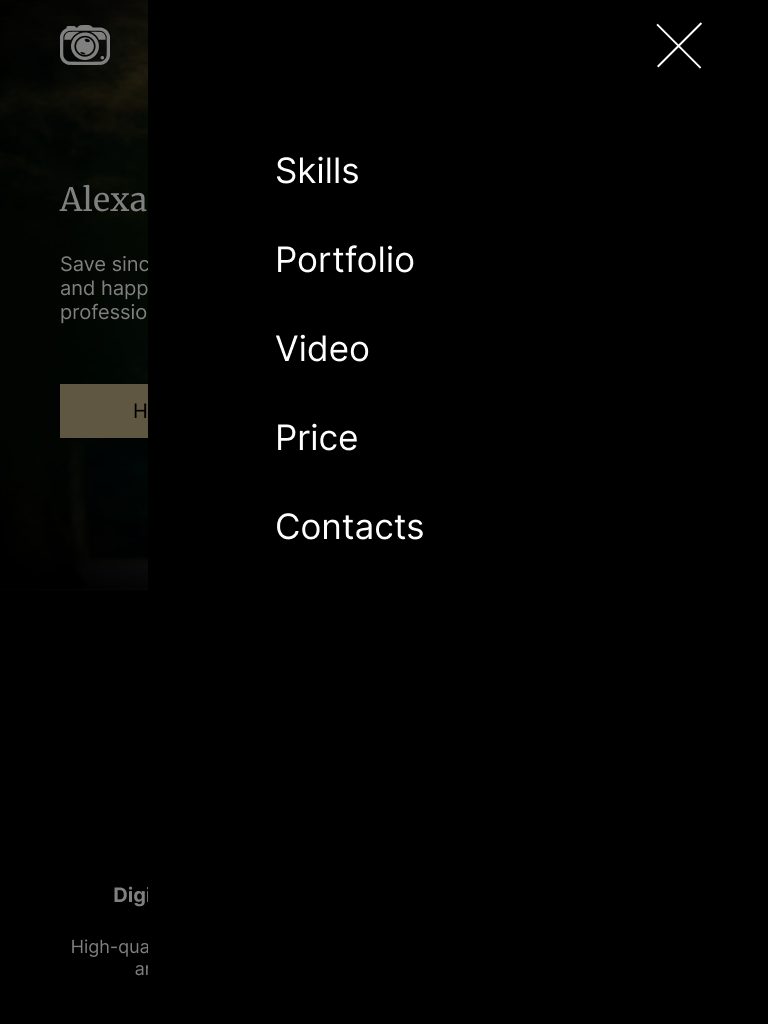 Skills
Portfolio
Video
Price
Contacts
Alexa
Save sinc
and happ
professio
H
Digi
High-qua
ar